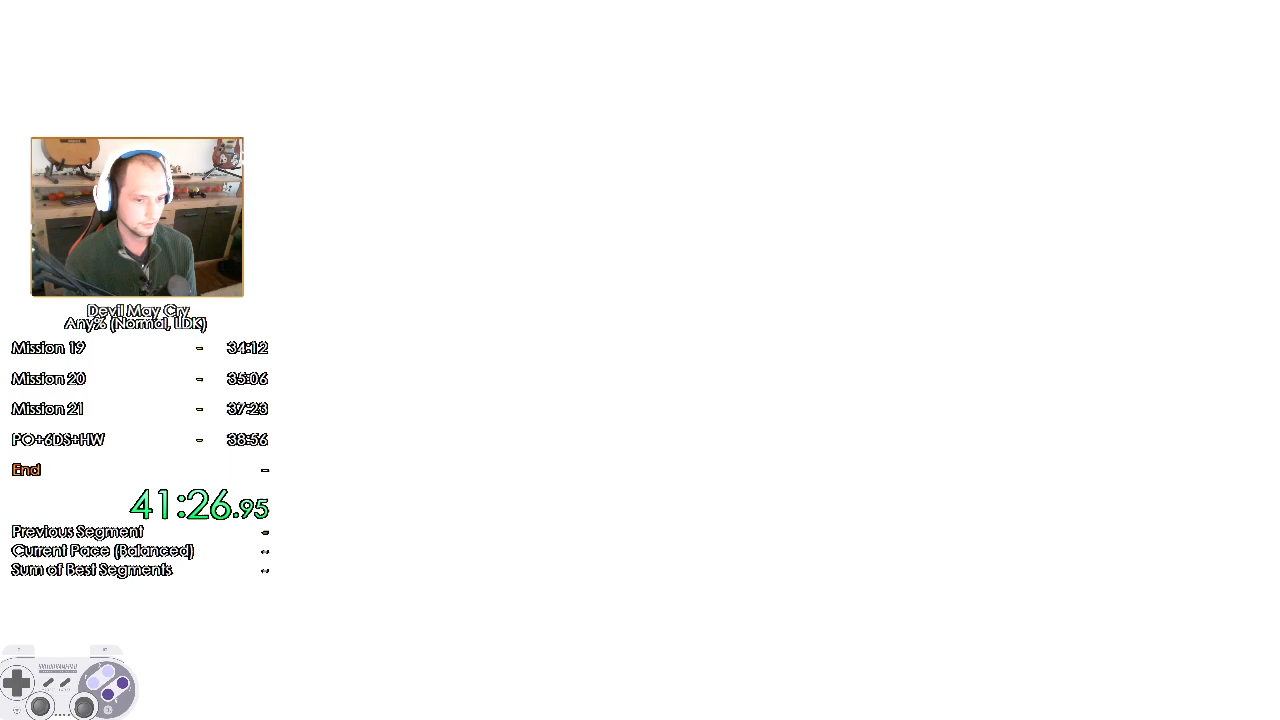 Devil May Cry
Any% (Normal, LDK)
Mission 19 - 34:12
Mission 20 - 35:06
Mission 21 - 37:23
PO+6DS+HW - 38:56
End -
41:26.95
Previous Segment -
Current Pace (Balanced) -
Sum of Best Segments -